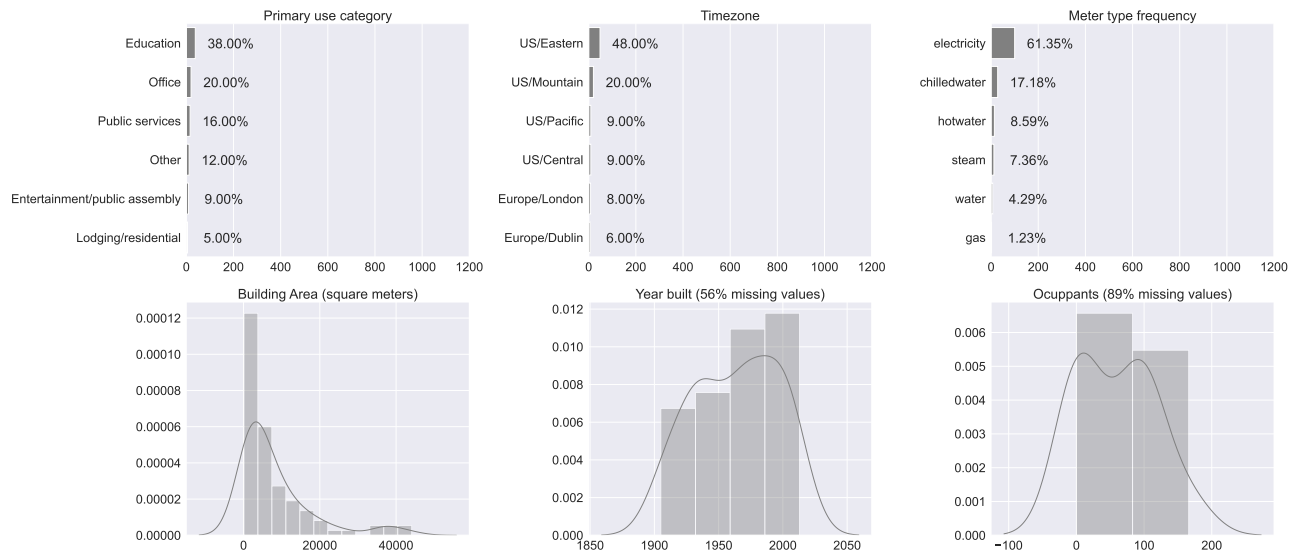 Primary use category
Education 38.00%
Office 20.00%
Public services 16.00%
Other 12.00%
Entertainment/public assembly 9.00%
Lodging/residential 5.00%
0 200 400 600 800 1000 1200
Timezone
US/Eastern 48.00%
US/Mountain 20.00%
US/Pacific 9.00%
US/Central 9.00%
Europe/London 8.00%
Europe/Dublin 6.00%
0 200 400 600 800 1000 1200
Meter type frequency
electricity 61.35%
chilledwater 17.18%
hotwater 8.59%
steam 7.36%
water 4.29%
gas 1.23%
0 200 400 600 800 1000 1200
Building Area (square meters)
0.00012
0.00010
0.00008
0.00006
0.00004
0.00002
0.00000
0 20000 40000
Year built (56% missing values)
0.012
0.010
0.008
0.006
0.004
0.002
0.000
1850 1900 1950 2000 2050
Ocuppants (89% missing values)
0.006
0.005
0.004
0.003
0.002
0.001
0.000
−100 0 100 200